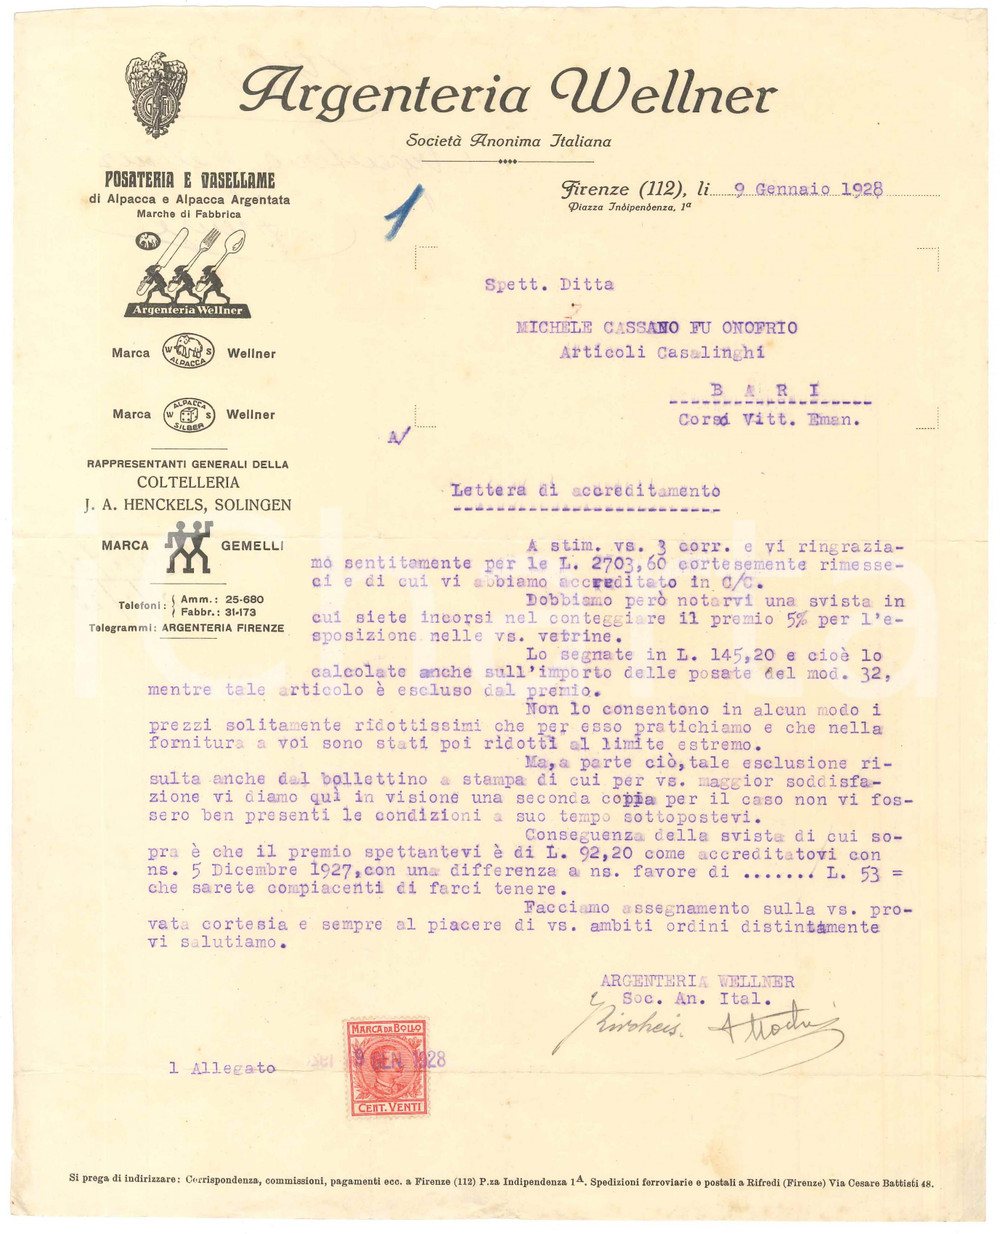 Argenteria Wellner
Società Anonima Italiana
POSATERIA E VASELLAME
di Alpacca e Alpacca Argentata
Marche di Fabbrica
Argenteria Wellner
Marca W S ALPACCA Wellner
Marca ALPACCA W S SILBER Wellner
RAPPRESENTANTI GENERALI DELLA
COLTELLERIA
J. A. HENCKELS, SOLINGEN
MARCA GEMELLI
Telefoni: { Amm.: 25-680
Fabbr.: 31-173
Telegrammi: ARGENTERIA FIRENZE
1
Firenze (112), li 9 Gennaio 1928
Piazza Indipendenza, 1ª
Spett. Ditta
MICHELE CASSANO FU ONOFRIO
Articoli Casalinghi
B A R I
Corso Vitt. Eman.
A/
Lettera di accreditamento
A stim. vs. 3 corr. e vi ringrazia-
mo sentitamente per le L. 2703,60 cortesemente rimesse-
ci e di cui vi abbiamo accreditato in C/C.
Dobbiamo però notarvi una svista in
cui siete incorsi nel conteggiare il premio 5% per l'e-
sposizione nelle vs. vetrine.
Lo segnate in L. 145,20 e cioè lo
calcolate anche sull'importo delle posate del mod. 32,
mentre tale articolo è escluso dal premio.
Non lo consentono in alcun modo i
prezzi solitamente ridottissimi che per esso pratichiamo e che nella
fornitura a voi sono stati poi ridotti al limite estremo.
Ma,a parte ciò,tale esclusione ri-
sulta anche dal bollettino a stampa di cui per vs. maggior soddisfa-
zione vi diamo quì in visione una seconda copia per il caso non vi fos-
sero ben presenti le condizioni a suo tempo sottopostevi.
Conseguenza della svista di cui so-
pra è che il premio spettantevi è di L. 92,20 come accreditatovi con
ns. 5 Dicembre 1927,con una differenza a ns. favore di ....... L. 53 =
che sarete compiacenti di farci tenere.
Facciamo assegnamento sulla vs. pro-
vata cortesia e sempre al piacere di vs. ambiti ordini distintamente
vi salutiamo.
ARGENTERIA WELLNER
Soc. An. Ital.
Kircheis.
1 Allegato
MARCA DA BOLLO
9 GEN. 1928
CENT. VENTI
Si prega di indirizzare: Corrispondenza, commissioni, pagamenti ecc. a Firenze (112) P.za Indipendenza 1A. Spedizioni ferroviarie e postali a Rifredi (Firenze) Via Cesare Battisti 48.